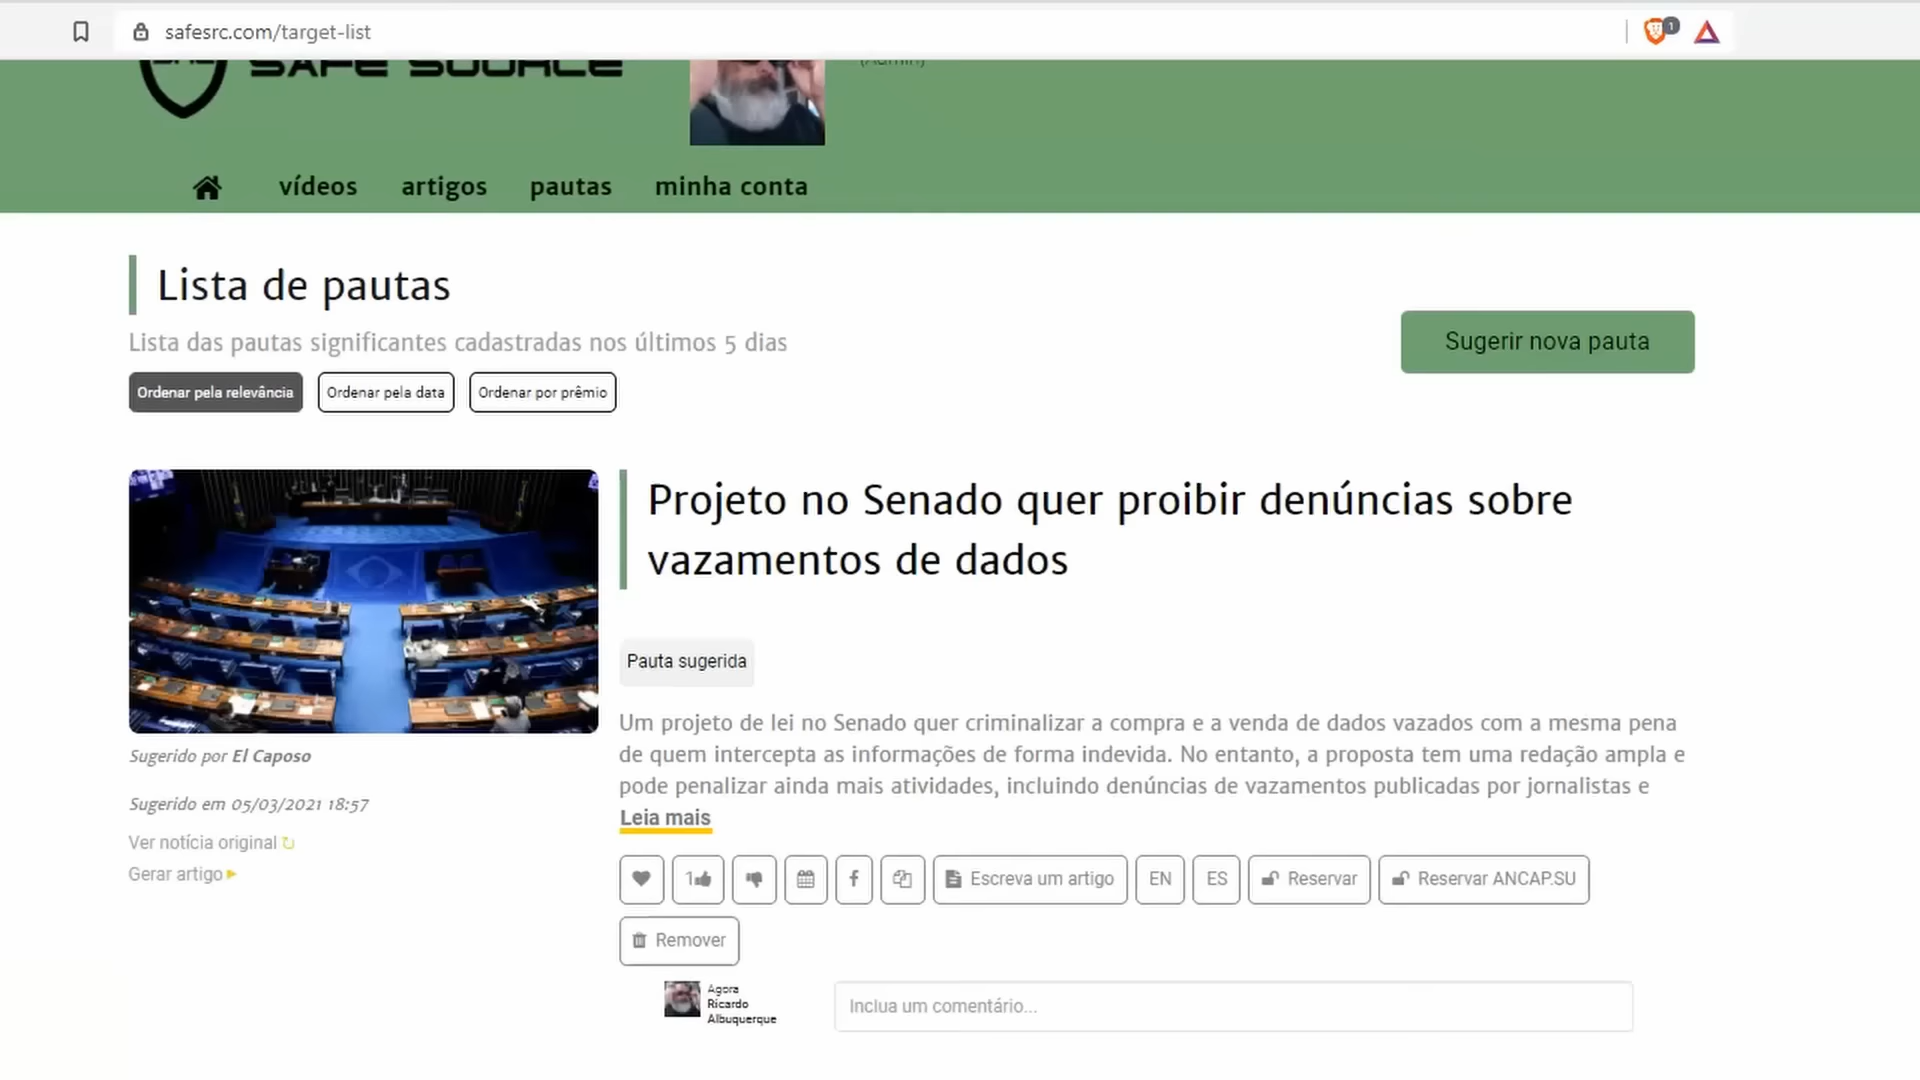 safesrc.com/target-list
1
SAFE SOURCE
(Admin)
vídeos
artigos
pautas
minha conta
Lista de pautas
Lista das pautas significantes cadastradas nos últimos 5 dias
Sugerir nova pauta
Ordenar pela relevância
Ordenar pela data
Ordenar por prêmio
Projeto no Senado quer proibir denúncias sobre
vazamentos de dados
Pauta sugerida
Um projeto de lei no Senado quer criminalizar a compra e a venda de dados vazados com a mesma pena
de quem intercepta as informações de forma indevida. No entanto, a proposta tem uma redação ampla e
pode penalizar ainda mais atividades, incluindo denúncias de vazamentos publicadas por jornalistas e
Leia mais
Sugerido por El Caposo
Sugerido em 05/03/2021 18:57
Ver notícia original
Gerar artigo
1
Escreva um artigo
EN
ES
Reservar
Reservar ANCAP.SU
Remover
Agora
Ricardo
Albuquerque
Inclua um comentário...